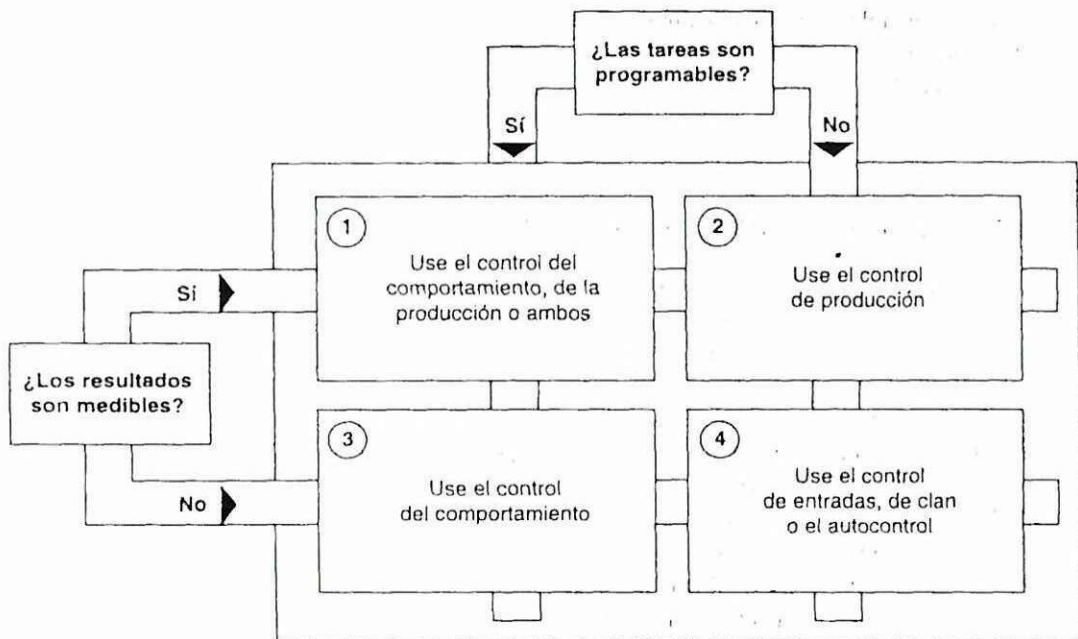 ¿Las tareas son
programables?
Sí
No
1
Use el control del
comportamiento, de la
producción o ambos
2
Use el control
de producción
Sí
¿Los resultados
son medibles?
No
3
Use el control
del comportamiento
4
Use el control
de entradas, de clan
o el autocontrol